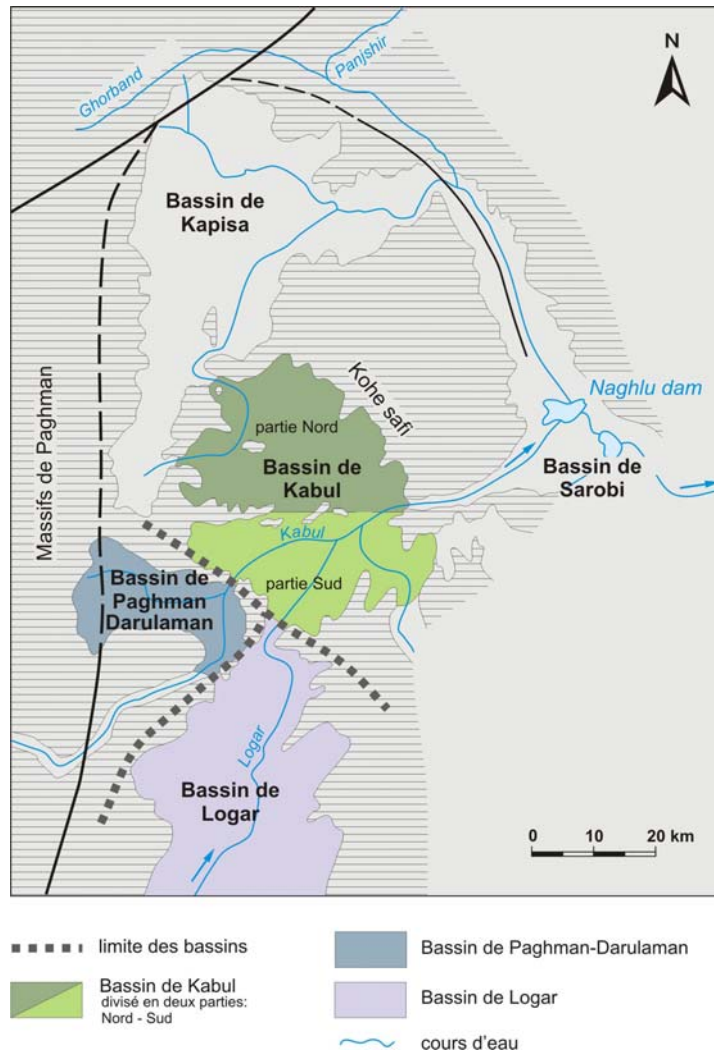 N
Ghorband
Panjshir
Bassin de
Kapisa
Massifs de Paghman
Kohe safi
partie Nord
Bassin de
Kabul
Naghlu dam
Bassin de
Sarobi
Kabul
partie Sud
Bassin de
Paghman
Darulaman
Logar
Bassin de
Logar
0 10 20 km
limite des bassins
Bassin de Kabul
divisé en deux parties:
Nord - Sud
Bassin de Paghman-Darulaman
Bassin de Logar
cours d'eau